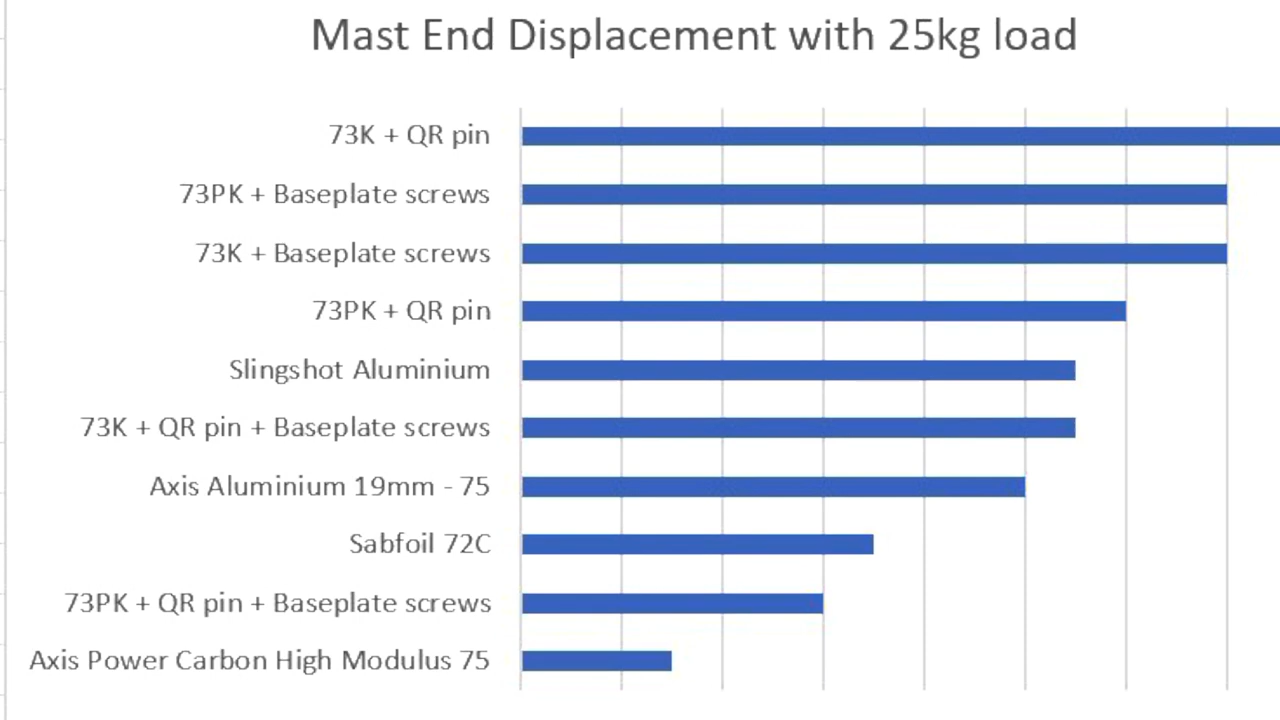 Mast End Displacement with 25kg load
73K + QR pin
73PK + Baseplate screws
73K + Baseplate screws
73PK + QR pin
Slingshot Aluminium
73K + QR pin + Baseplate screws
Axis Aluminium 19mm - 75
Sabfoil 72C
73PK + QR pin + Baseplate screws
Axis Power Carbon High Modulus 75